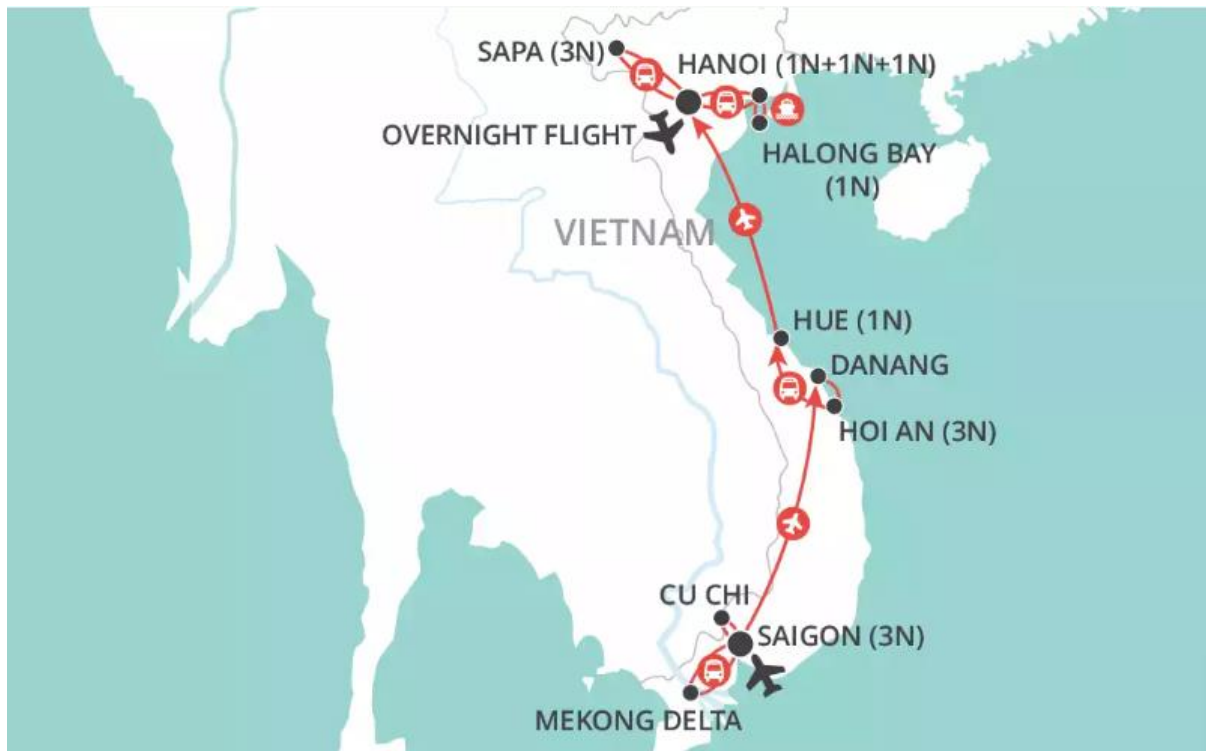 SAPA (3N)
HANOI (1N+1N+1N)
OVERNIGHT FLIGHT
HALONG BAY
(1N)
VIETNAM
HUE (1N)
DANANG
HOI AN (3N)
CU CHI
SAIGON (3N)
MEKONG DELTA